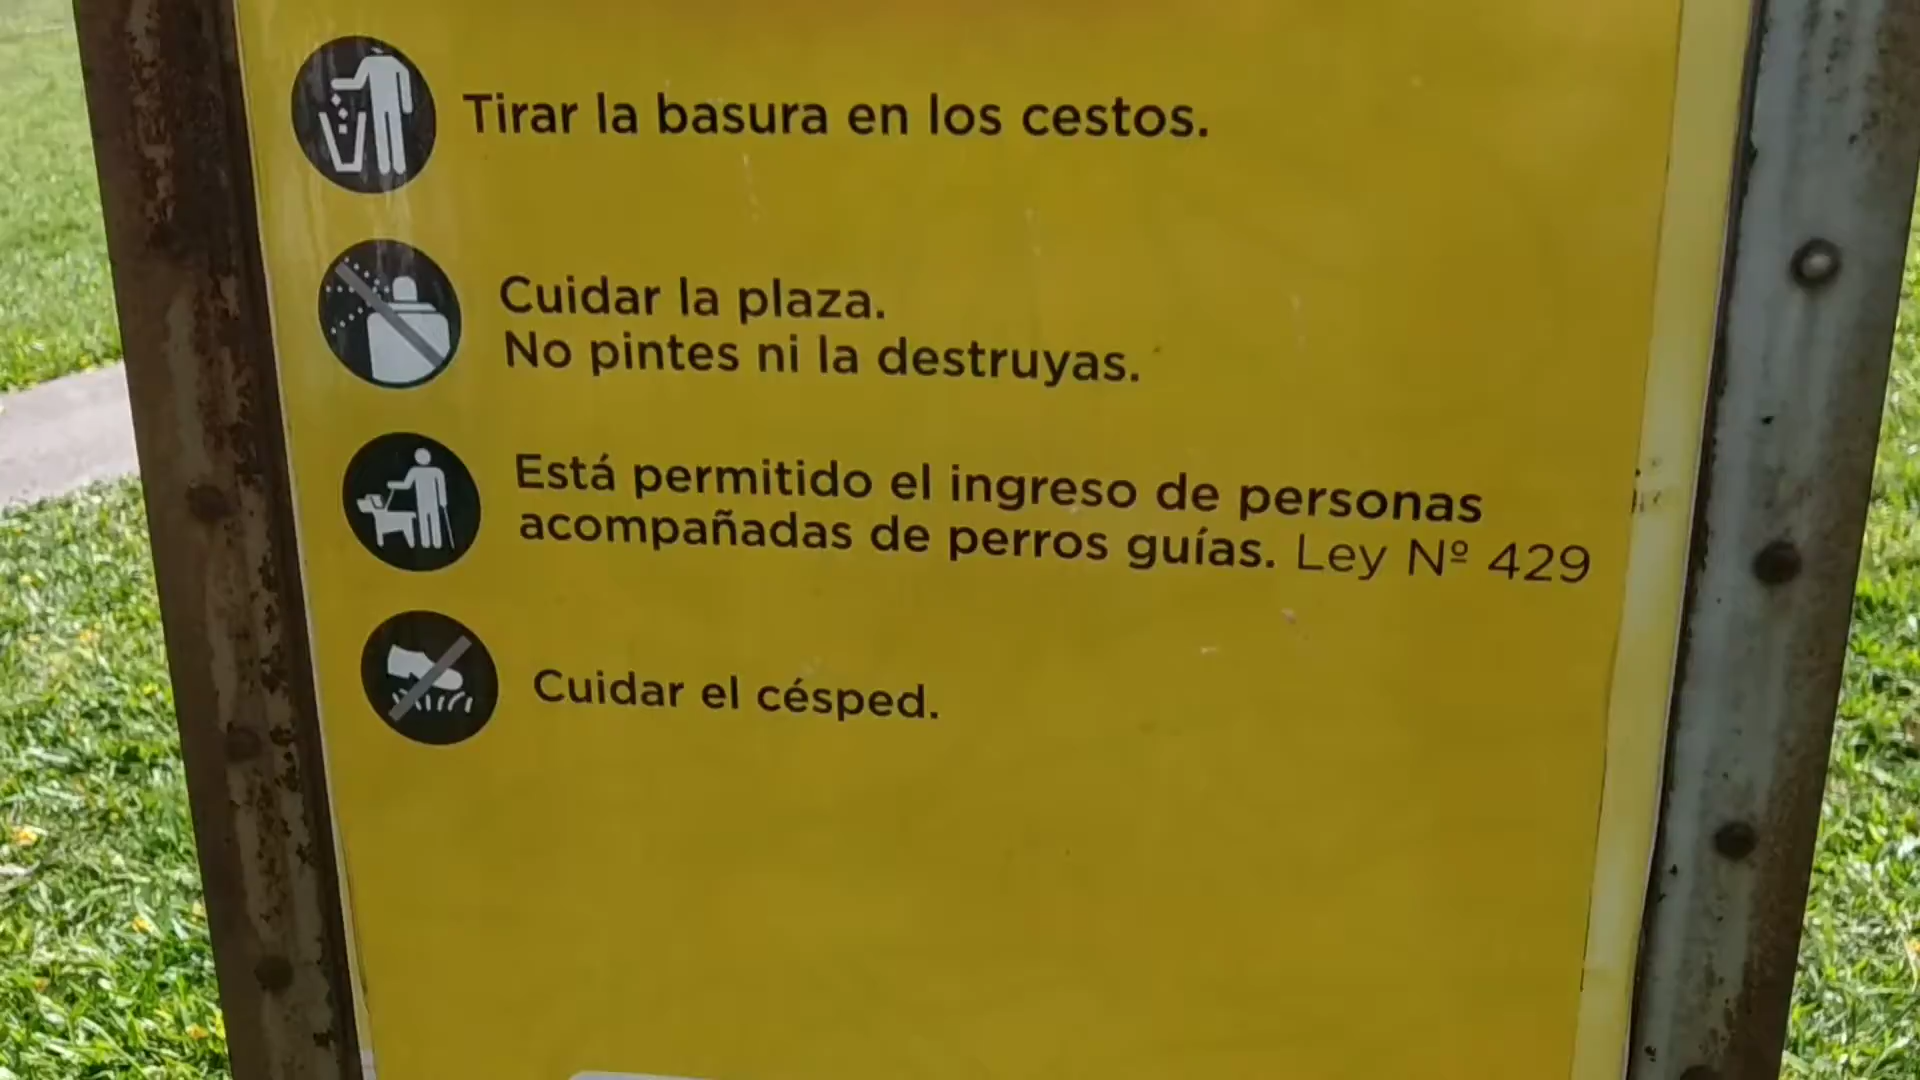 Tirar la basura en los cestos.
Cuidar la plaza.
No pintes ni la destruyas.
Está permitido el ingreso de personas
acompañadas de perros guías. Ley Nº 429
Cuidar el césped.